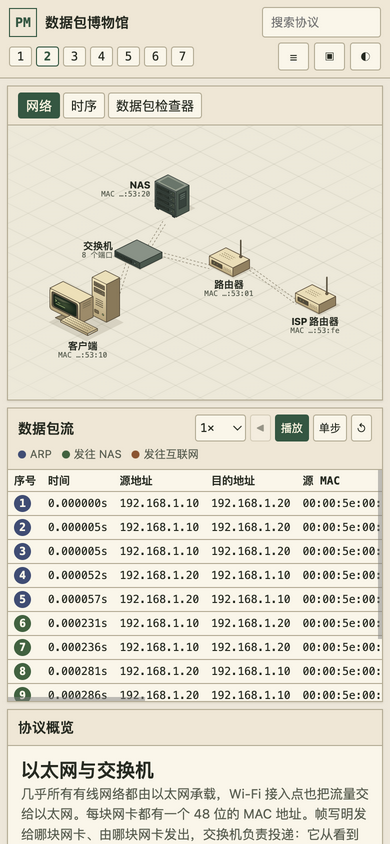 PM 数据包博物馆 搜索协议
1 2 3 4 5 6 7
网络 时序 数据包检查器
NAS
MAC …:53:20
交换机
8 个端口
路由器
MAC …:53:01
ISP 路由器
MAC …:53:fe
客户端
MAC …:53:10
数据包流 1× 播放 单步
ARP 发往 NAS 发往互联网
序号 时间 源地址 目的地址 源 MAC
1 0.000000s 192.168.1.10 192.168.1.20 00:00:5e:00:
2 0.000005s 192.168.1.10 192.168.1.20 00:00:5e:00:
3 0.000005s 192.168.1.10 192.168.1.20 00:00:5e:00:
4 0.000052s 192.168.1.20 192.168.1.10 00:00:5e:00:
5 0.000057s 192.168.1.20 192.168.1.10 00:00:5e:00:
6 0.000231s 192.168.1.10 192.168.1.20 00:00:5e:00:
7 0.000236s 192.168.1.10 192.168.1.20 00:00:5e:00:
8 0.000281s 192.168.1.20 192.168.1.10 00:00:5e:00:
9 0.000286s 192.168.1.20 192.168.1.10 00:00:5e:00:
协议概览
以太网与交换机
几乎所有有线网络都由以太网承载，Wi-Fi 接入点也把流量交
给以太网。每块网卡都有一个 48 位的 MAC 地址。帧写明发
给哪块网卡、由哪块网卡发出，交换机负责投递：它从看到